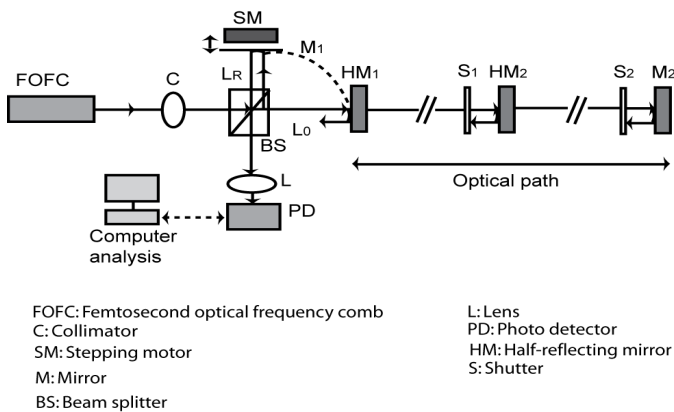 SM
M1
FOFC
C
LR
HM1
S1
HM2
S2
M2
L0
BS
L
Optical path
PD
Computer
analysis
FOFC: Femtosecond optical frequency comb
C: Collimator
SM: Stepping motor
M: Mirror
BS: Beam splitter
L: Lens
PD: Photo detector
HM: Half-reflecting mirror
S: Shutter